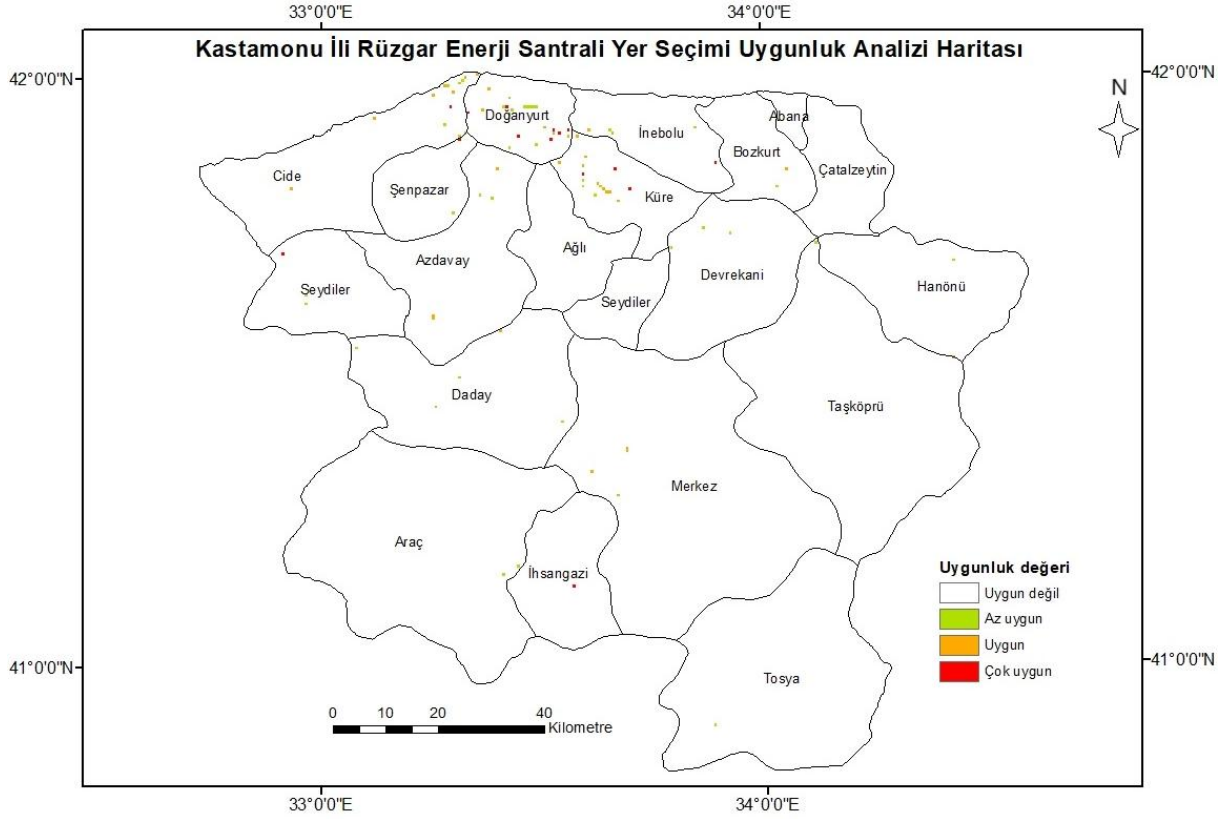 33°0'0"E 34°0'0"E
Kastamonu İli Rüzgar Enerji Santrali Yer Seçimi Uygunluk Analizi Haritası
42°0'0"N 42°0'0"N
N
Doğanyurt
Abana
İnebolu
Bozkurt
Çatalzeytin
Cide
Şenpazar
Küre
Ağlı
Azdavay
Devrekani
Hanönü
Seydiler
Seydiler
Daday
Taşköprü
Merkez
Araç
İhsangazi
Tosya
Uygunluk değeri
Uygun değil
Az uygun
Uygun
Çok uygun
41°0'0"N 41°0'0"N
0 10 20 40
Kilometre
33°0'0"E 34°0'0"E